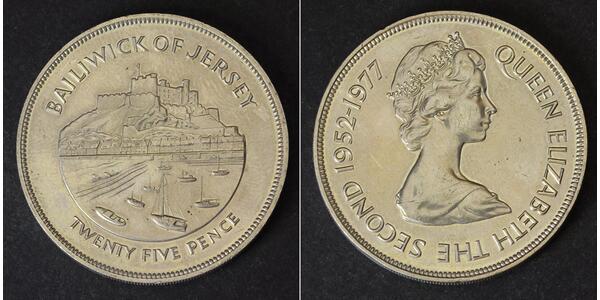 BAILIWICK OF JERSEY
TWENTY FIVE PENCE
QUEEN ELIZABETH THE SECOND 1952-1977